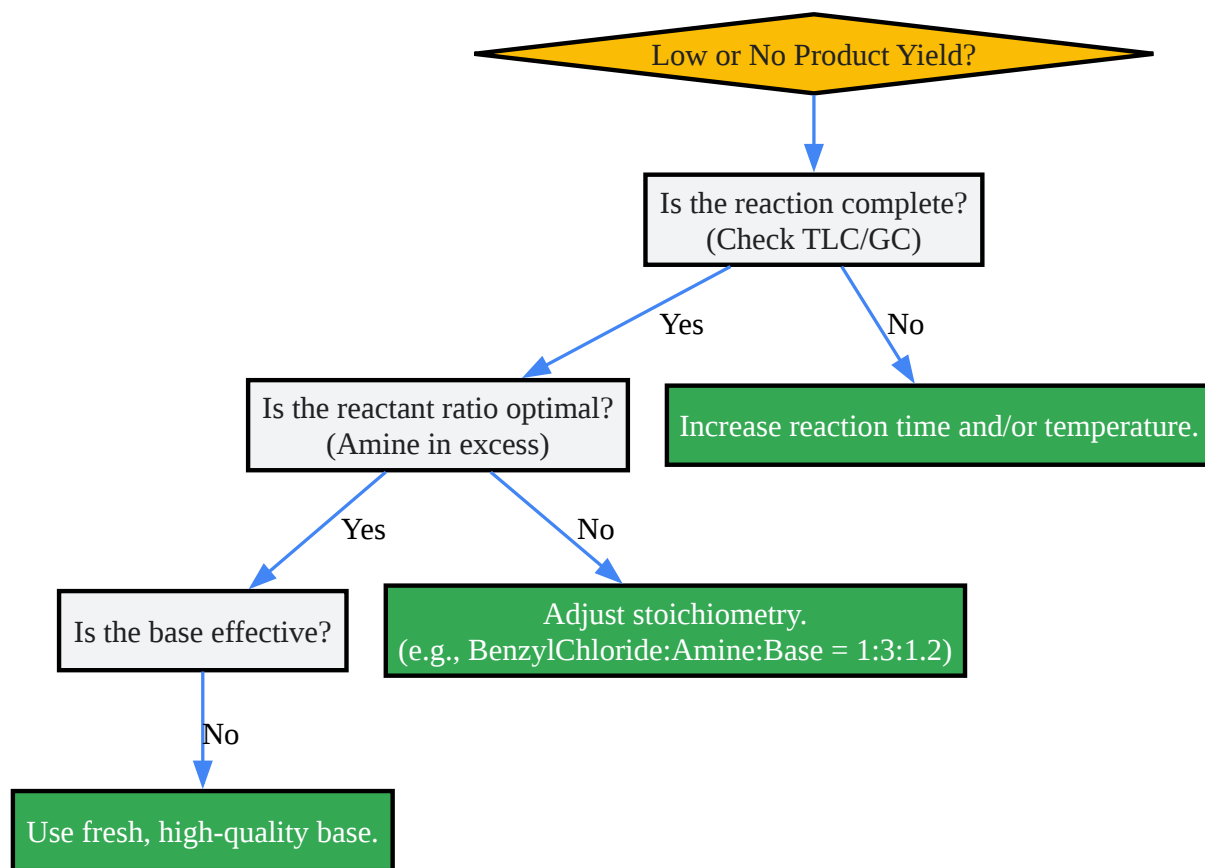 Low or No Product Yield?
Is the reaction complete?
(Check TLC/GC)
Yes
No
Is the reactant ratio optimal?
(Amine in excess)
Increase reaction time and/or temperature.
Yes
No
Is the base effective?
Adjust stoichiometry.
(e.g., BenzylChloride:Amine:Base = 1:3:1.2)
No
Use fresh, high-quality base.